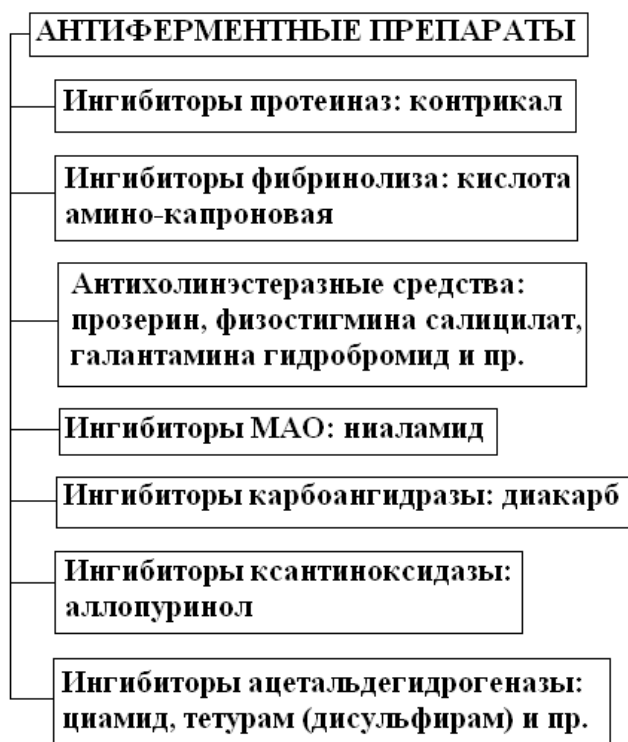 АНТИФЕРМЕНТНЫЕ ПРЕПАРАТЫ
Ингибиторы протеиназ: контрикал
Ингибиторы фибринолиза: кислота
амино-капроновая
Антихолинэстеразные средства:
прозерин, физостигмина салицилат,
галантамина гидробромид и пр.
Ингибиторы МАО: ниаламид
Ингибиторы карбоангидразы: диакарб
Ингибиторы ксантиноксидазы:
аллопуринол
Ингибиторы ацетальдегидрогеназы:
циамид, тетурам (дисульфирам) и пр.